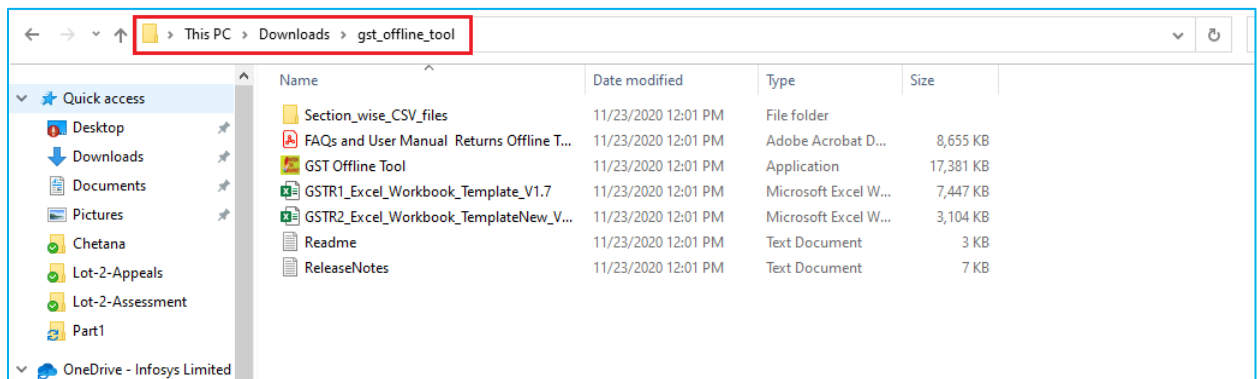 This PC > Downloads > gst_offline_tool
Name Date modified Type Size
Quick access
Desktop
Downloads
Documents
Pictures
Chetana
Lot-2-Appeals
Lot-2-Assessment
Part1
OneDrive - Infosys Limited
Section_wise_CSV_files 11/23/2020 12:01 PM File folder
FAQs and User Manual Returns Offline T... 11/23/2020 12:01 PM Adobe Acrobat D... 8,655 KB
GST Offline Tool 11/23/2020 12:01 PM Application 17,381 KB
GSTR1_Excel_Workbook_Template_V1.7 11/23/2020 12:01 PM Microsoft Excel W... 7,447 KB
GSTR2_Excel_Workbook_TemplateNew_V... 11/23/2020 12:01 PM Microsoft Excel W... 3,104 KB
Readme 11/23/2020 12:01 PM Text Document 3 KB
ReleaseNotes 11/23/2020 12:01 PM Text Document 7 KB